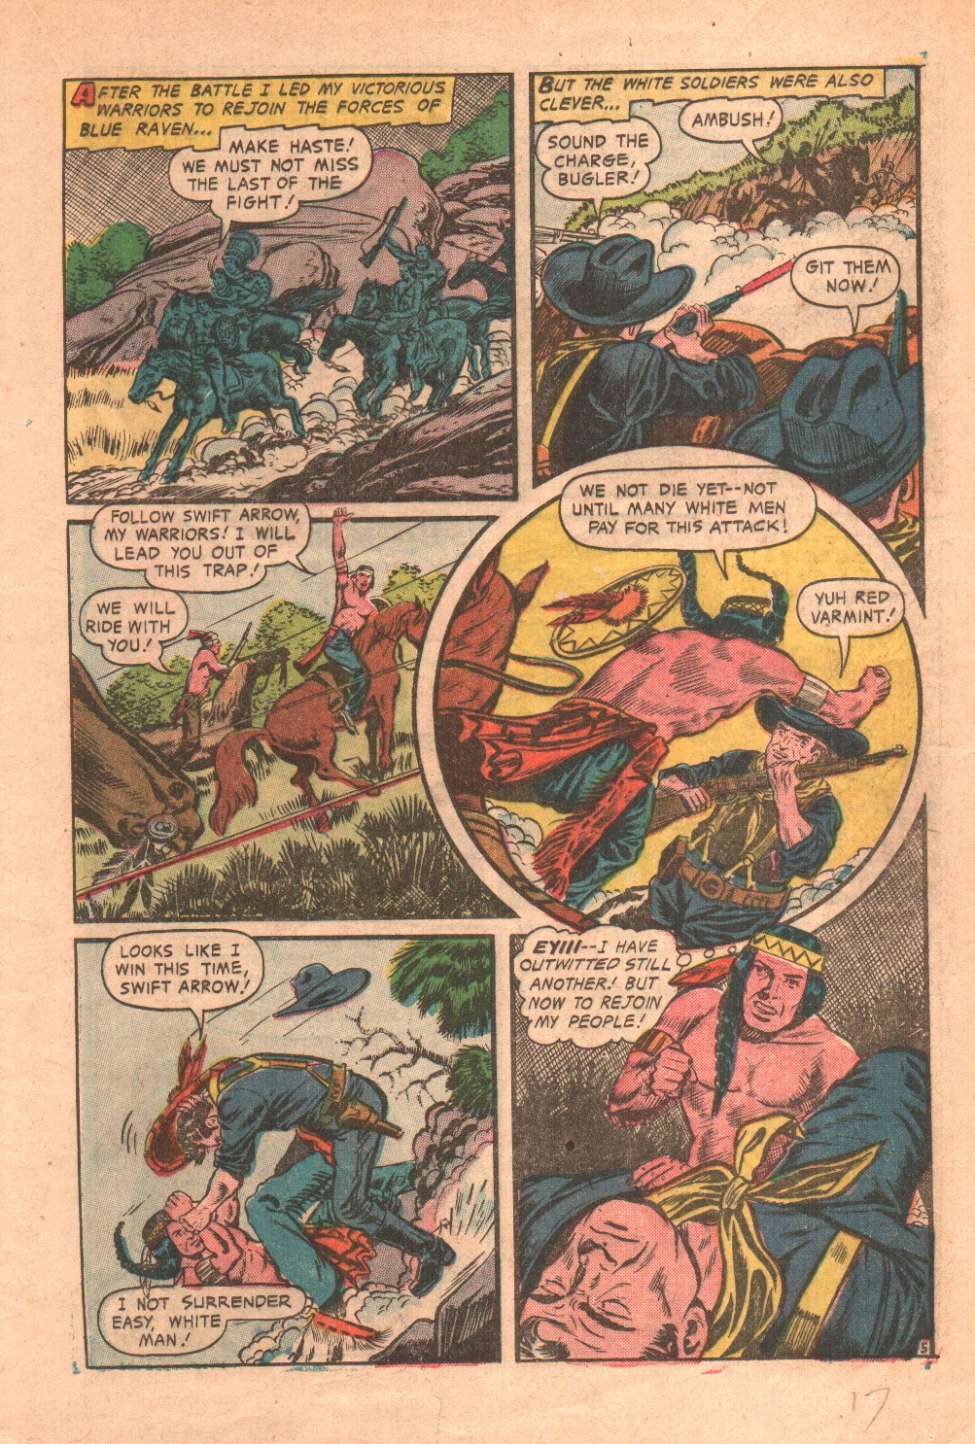 AFTER THE BATTLE I LED MY VICTORIOUS
WARRIORS TO REJOIN THE FORCES OF
BLUE RAVEN...
MAKE HASTE!
WE MUST NOT MISS
THE LAST OF THE
FIGHT!
BUT THE WHITE SOLDIERS WERE ALSO
CLEVER...
SOUND THE
CHARGE,
BUGLER!
AMBUSH!
GIT THEM
NOW!
FOLLOW SWIFT ARROW,
MY WARRIORS! I WILL
LEAD YOU OUT OF
THIS TRAP!
WE WILL
RIDE WITH
YOU!
WE NOT DIE YET--NOT
UNTIL MANY WHITE MEN
PAY FOR THIS ATTACK!
YUH RED
VARMINT!
LOOKS LIKE I
WIN THIS TIME,
SWIFT ARROW!
I NOT SURRENDER
EASY, WHITE
MAN!
EYIII--I HAVE
OUTWITTED STILL
ANOTHER! BUT
NOW TO REJOIN
MY PEOPLE!
5
17